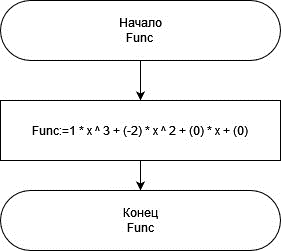 Начало
Func
Func:=1 * x ^ 3 + (-2) * x ^ 2 + (0) * x + (0)
Конец
Func